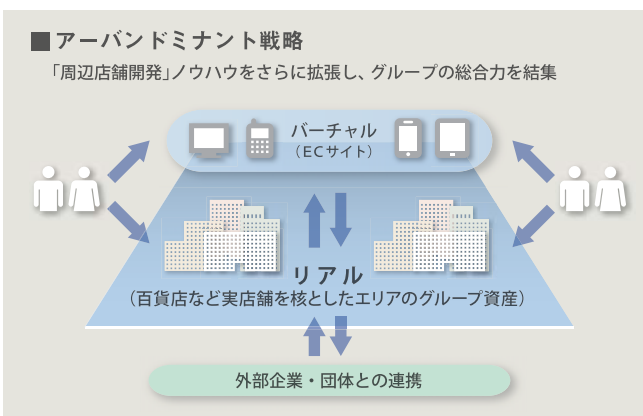 ■アーバンドミナント戦略
「周辺店舗開発」ノウハウをさらに拡張し、グループの総合力を結集
バーチャル
（ECサイト）
リアル
（百貨店など実店舗を核としたエリアのグループ資産）
外部企業・団体との連携